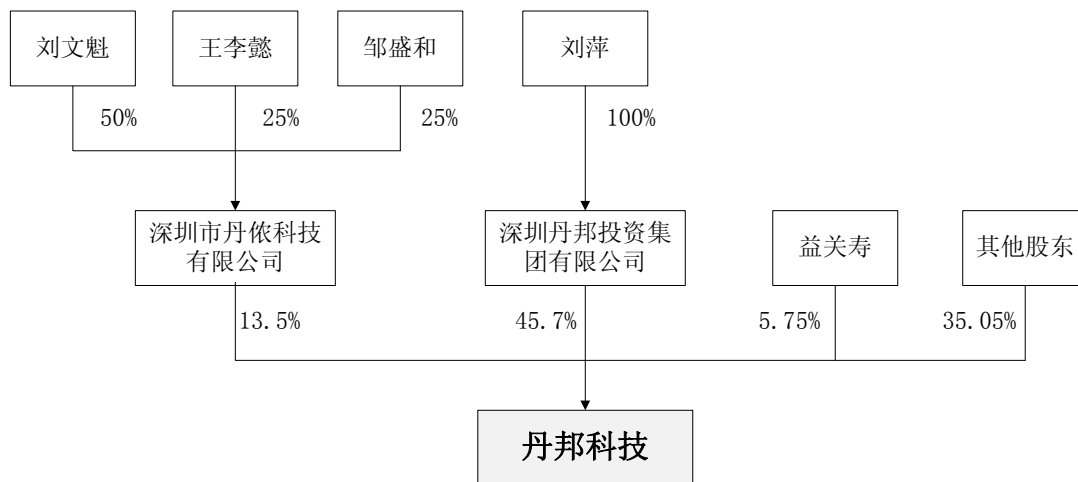 刘文魁
王李懿
邹盛和
刘萍
50%
25%
25%
100%
深圳市丹侬科技
有限公司
深圳丹邦投资集
团有限公司
益关寿
其他股东
13.5%
45.7%
5.75%
35.05%
丹邦科技